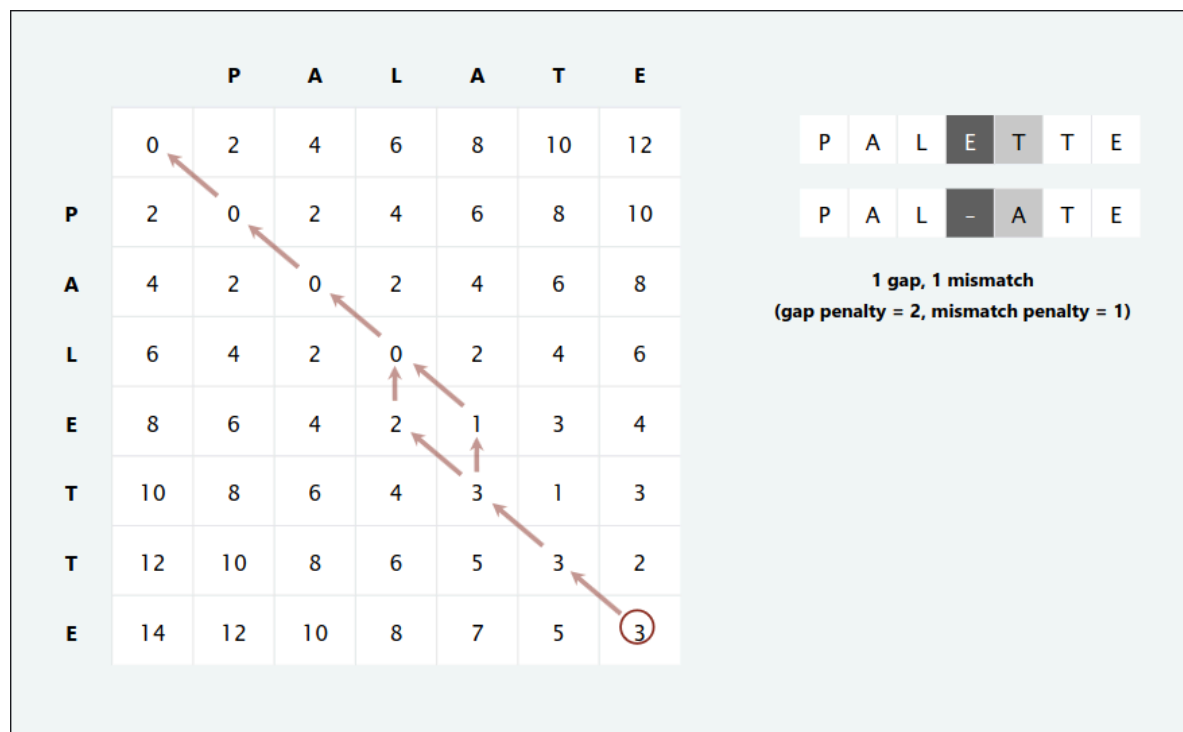 P A L A T E
0 2 4 6 8 10 12
P 2 0 2 4 6 8 10
A 4 2 0 2 4 6 8
L 6 4 2 0 2 4 6
E 8 6 4 2 1 3 4
T 10 8 6 4 3 1 3
T 12 10 8 6 5 3 2
E 14 12 10 8 7 5 3
P A L E T T E
P A L – A T E
1 gap, 1 mismatch
(gap penalty = 2, mismatch penalty = 1)